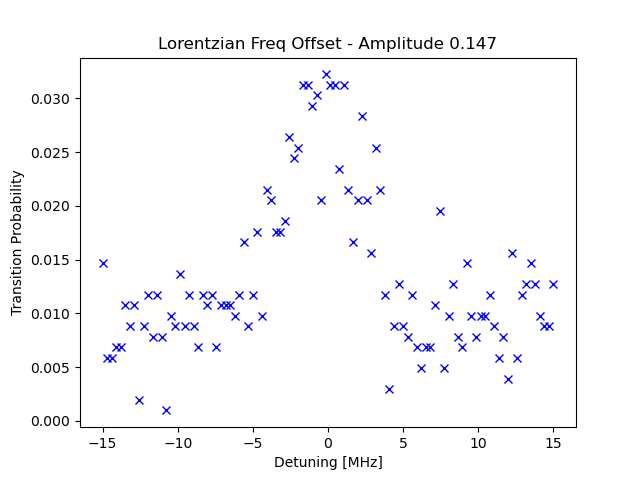 Lorentzian Freq Offset - Amplitude 0.147
Transition Probability
0.030
0.025
0.020
0.015
0.010
0.005
0.000
−15 −10 −5 0 5 10 15
Detuning [MHz]